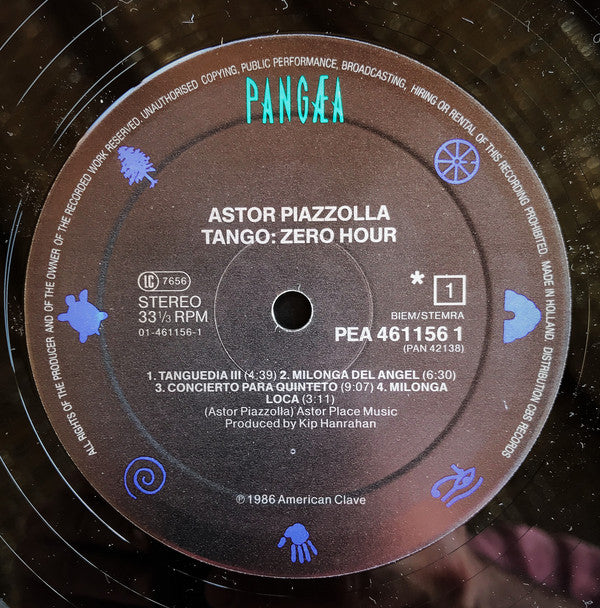 ALL RIGHTS OF THE PRODUCER AND OF THE OWNER OF THE RECORDED WORK RESERVED. UNAUTHORISED COPYING, PUBLIC PERFORMANCE, BROADCASTING, HIRING OR RENTAL OF THIS RECORDING PROHIBITED. MADE IN HOLLAND. DISTRIBUTION CBS RECORDS
PANGÆA
ASTOR PIAZZOLLA
TANGO: ZERO HOUR
LC 7656
STEREO
33 1/3 RPM
01-461156-1
* 1
BIEM/STEMRA
PEA 461156 1
(PAN 42138)
1. TANGUEDIA III (4:39) 2. MILONGA DEL ANGEL (6:30)
3. CONCIERTO PARA QUINTETO (9:07) 4. MILONGA
LOCA (3:11)
(Astor Piazzolla) Astor Place Music
Produced by Kip Hanrahan
℗ 1986 American Clave